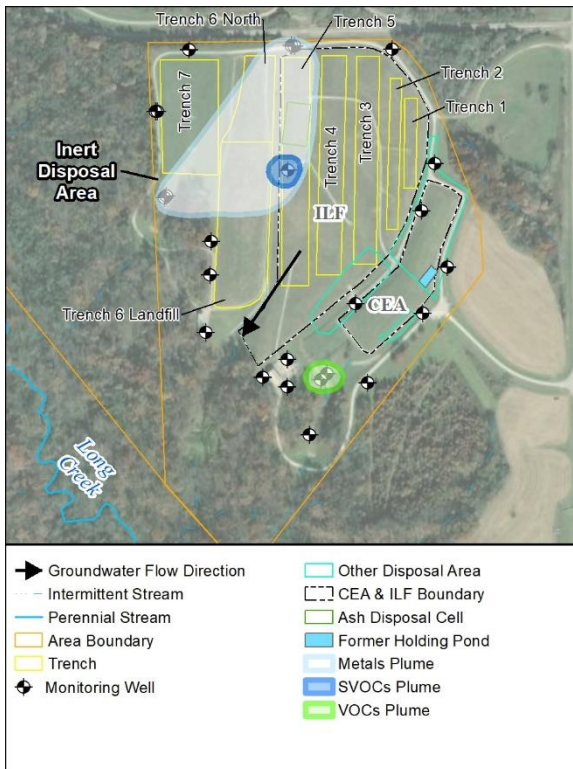 Trench 6 North
Trench 5
Trench 7
Trench 2
Trench 1
Inert
Disposal
Area
Trench 4
Trench 3
ILF
Trench 6 Landfill
CEA
Long
Creek
Groundwater Flow Direction
Intermittent Stream
Perennial Stream
Area Boundary
Trench
Monitoring Well
Other Disposal Area
CEA & ILF Boundary
Ash Disposal Cell
Former Holding Pond
Metals Plume
SVOCs Plume
VOCs Plume